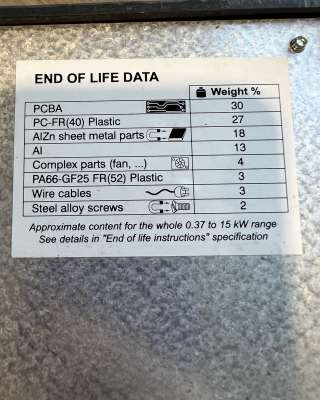 END OF LIFE DATA
Weight %
PCBA 30
PC-FR(40) Plastic 27
AlZn sheet metal parts 18
Al 13
Complex parts (fan, ...) 4
PA66-GF25 FR(52) Plastic 3
Wire cables 3
Steel alloy screws 2
Approximate content for the whole 0.37 to 15 kW range
See details in "End of life instructions" specification